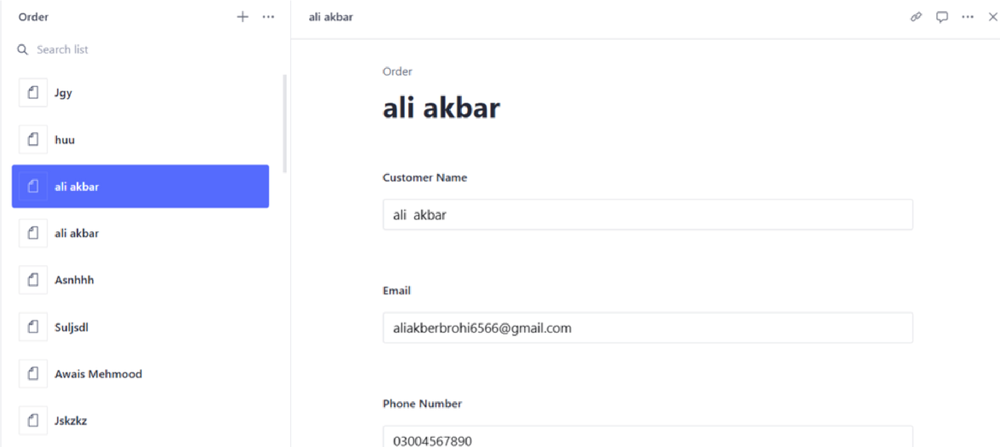 Order
Search list
Jgy
huu
ali akbar
ali akbar
Asnhhh
Suljsdl
Awais Mehmood
Jskzkz
ali akbar
Order
ali akbar
Customer Name
ali  akbar
Email
aliakberbrohi6566@gmail.com
Phone Number
03004567890